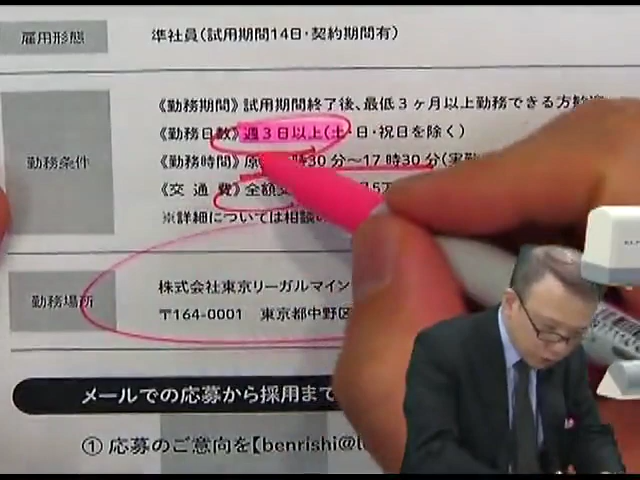 雇用形態
準社員(試用期間14日・契約期間有)
勤務条件
《勤務期間》試用期間終了後、最低3ヶ月以上勤務できる方歓迎
《勤務日数》週3日以上(土・日・祝日を除く)
《勤務時間》原 時30分〜17時30分(実働
《交通費》全額
※詳細については相談の
勤務場所
株式会社東京リーガルマイン
〒164-0001 東京都中野区
メールでの応募から採用まで
① 応募のご意向を【benrishi@l